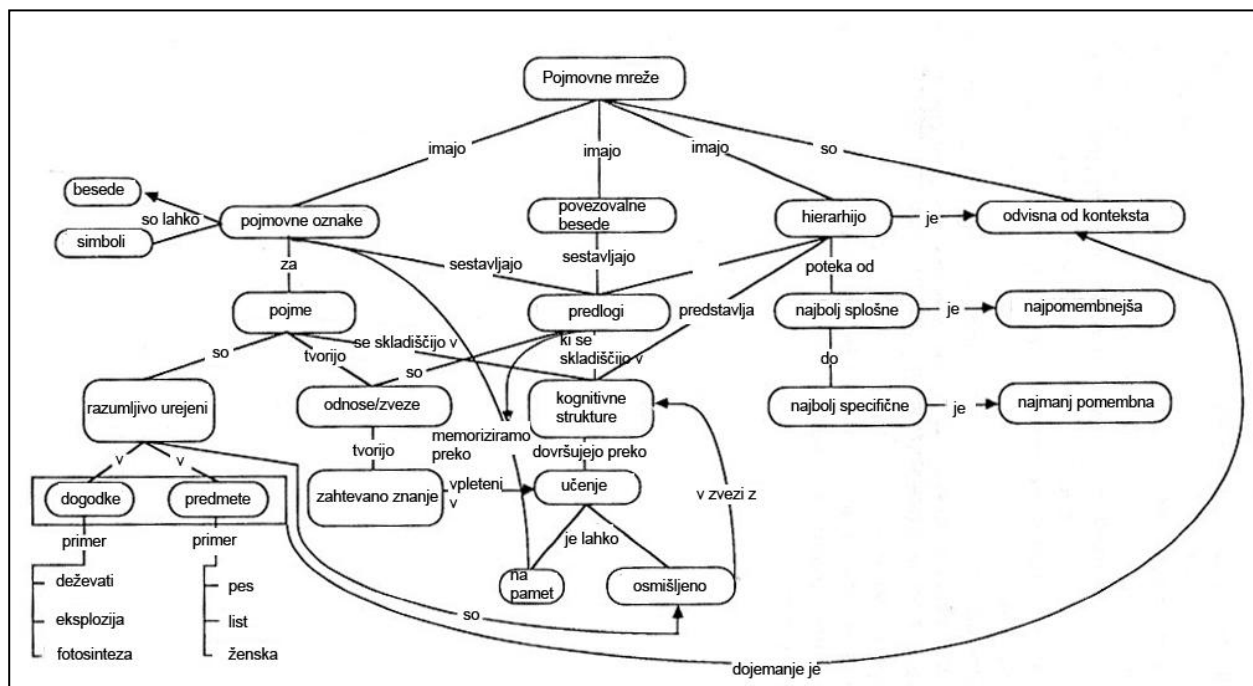 Pojmovne mreže
imajo
imajo
imajo
so
besede
so lahko
simboli
pojmovne oznake
povezovalne
besede
hierarhijo
je
odvisna od konteksta
za
sestavljajo
sestavljajo
poteka od
pojme
predlogi
predstavlja
najbolj splošne
je
najpomembnejša
so
tvorijo
se skladiščijo v
so
ki se
skladiščijo v
do
razumljivo urejeni
odnose/zveze
kognitivne
strukture
najbolj specifične
je
najmanj pomembna
memoriziramo
preko
tvorijo
dovršujejo preko
v
v
dogodke
predmete
zahtevano znanje
vpleteni
v
učenje
v zvezi z
primer
primer
je lahko
deževati
pes
na
pamet
osmišljeno
eksplozija
list
so
fotosinteza
ženska
dojemanje je